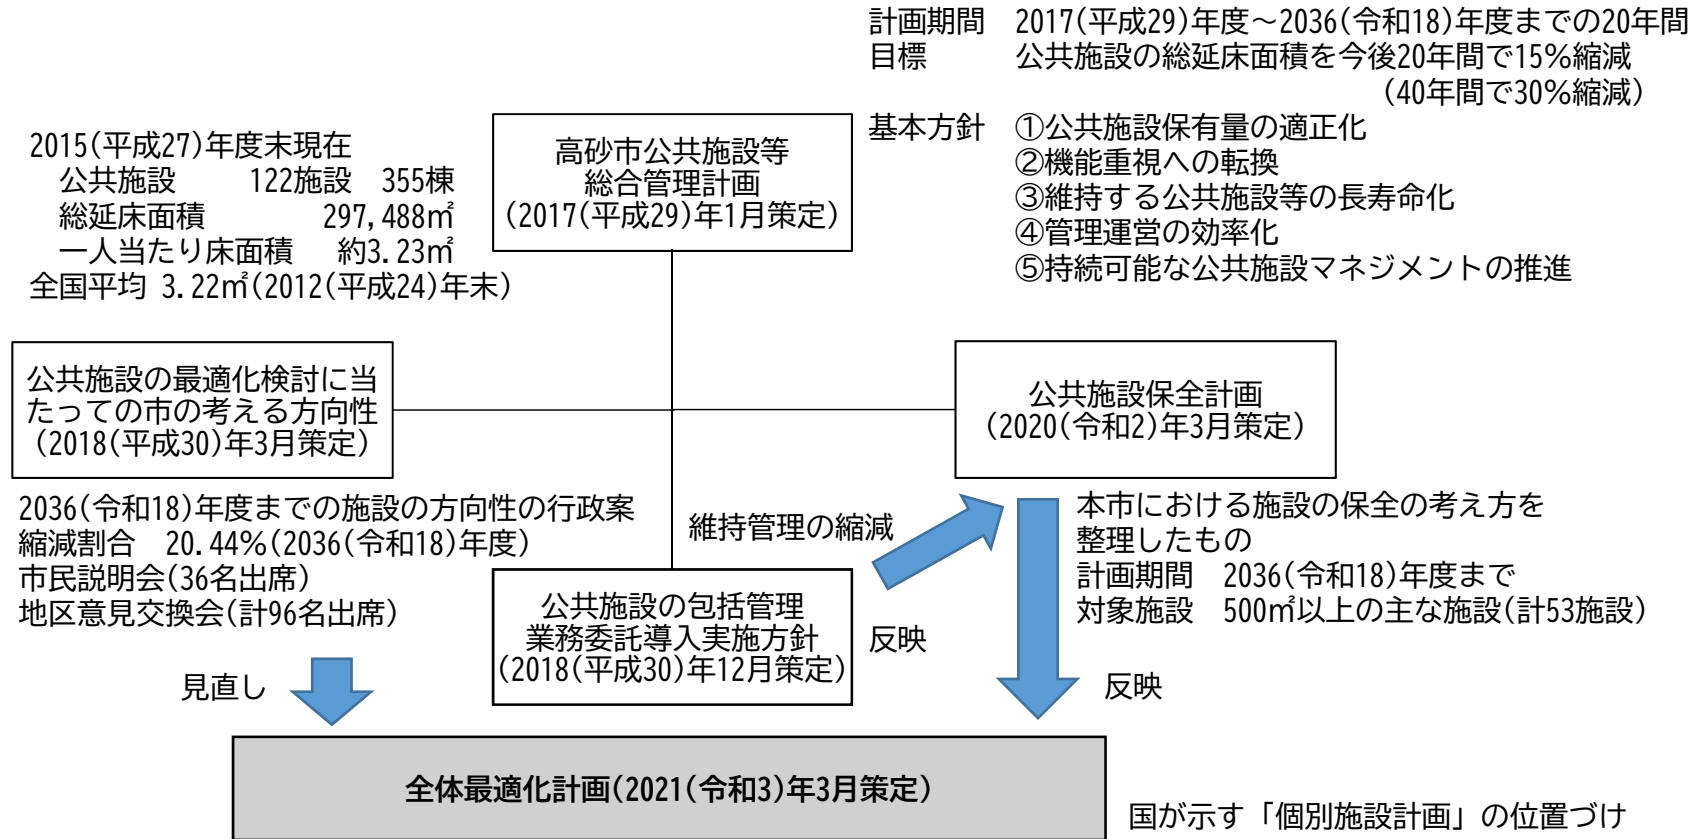 計画期間 2017(平成29)年度～2036(令和18)年度までの20年間
目標 公共施設の総延床面積を今後20年間で15%縮減
(40年間で30%縮減)
基本方針 ①公共施設保有量の適正化
②機能重視への転換
③維持する公共施設等の長寿命化
④管理運営の効率化
⑤持続可能な公共施設マネジメントの推進
2015(平成27)年度末現在
公共施設 122施設 355棟
総延床面積 297,488㎡
一人当たり床面積 約3.23㎡
全国平均 3.22㎡(2012(平成24)年末)
高砂市公共施設等
総合管理計画
(2017(平成29)年1月策定)
公共施設の最適化検討に当
たっての市の考える方向性
(2018(平成30)年3月策定)
公共施設保全計画
(2020(令和2)年3月策定)
2036(令和18)年度までの施設の方向性の行政案
縮減割合 20.44%(2036(令和18)年度)
市民説明会(36名出席)
地区意見交換会(計96名出席)
維持管理の縮減
本市における施設の保全の考え方を
整理したもの
計画期間 2036(令和18)年度まで
対象施設 500㎡以上の主な施設(計53施設)
公共施設の包括管理
業務委託導入実施方針
(2018(平成30)年12月策定)
反映
見直し
反映
全体最適化計画(2021(令和3)年3月策定)
国が示す「個別施設計画」の位置づけ